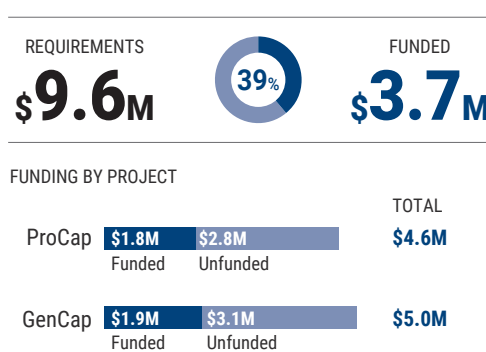 REQUIREMENTS
$9.6M
39%
FUNDED
$3.7M
FUNDING BY PROJECT
TOTAL
ProCap $1.8M $2.8M $4.6M
Funded Unfunded
GenCap $1.9M $3.1M $5.0M
Funded Unfunded